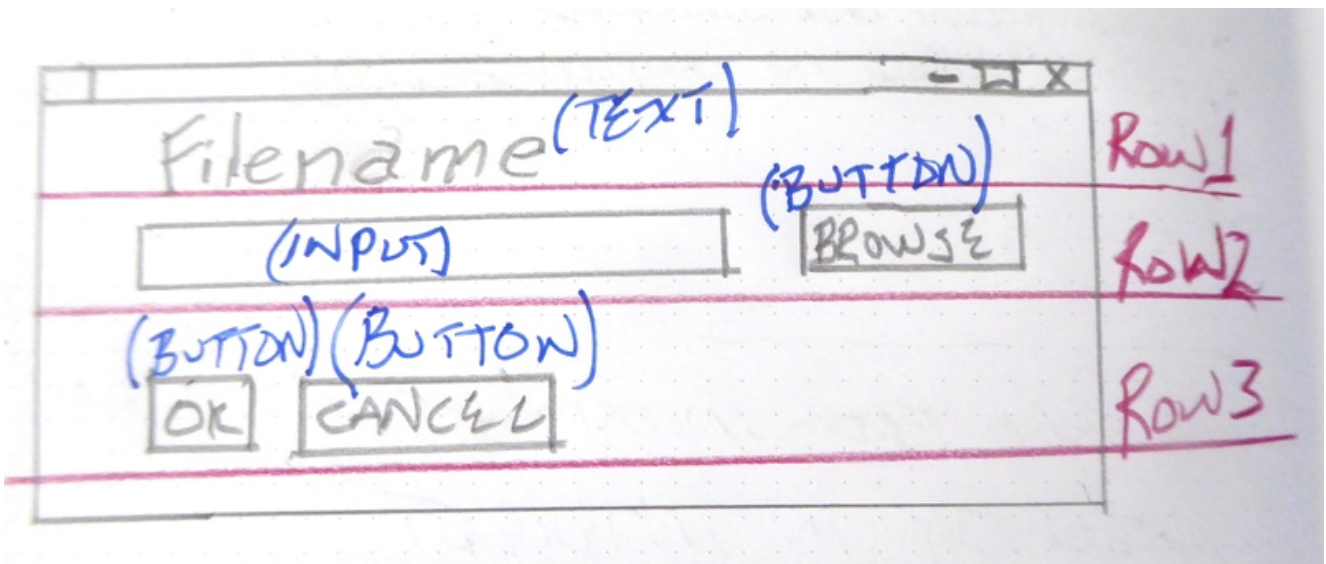 Filename (TEXT) Row1
(BUTTON)
(INPUT) BROWSE Row2
(BUTTON) (BUTTON)
OK CANCEL Row3